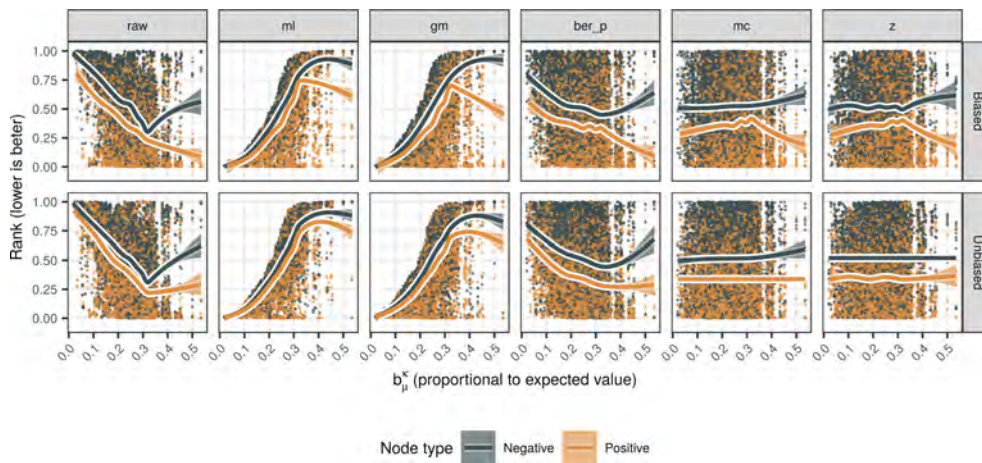 raw ml gm ber_p mc z
Rank (lower is beter)
1.00
0.75
0.50
0.25
0.00
Biased
1.00
0.75
0.50
0.25
0.00
Unbiased
0.0 0.1 0.2 0.3 0.4 0.5 0.0 0.1 0.2 0.3 0.4 0.5 0.0 0.1 0.2 0.3 0.4 0.5 0.0 0.1 0.2 0.3 0.4 0.5 0.0 0.1 0.2 0.3 0.4 0.5 0.0 0.1 0.2 0.3 0.4 0.5
b_μ^κ (proportional to expected value)
Node type Negative Positive